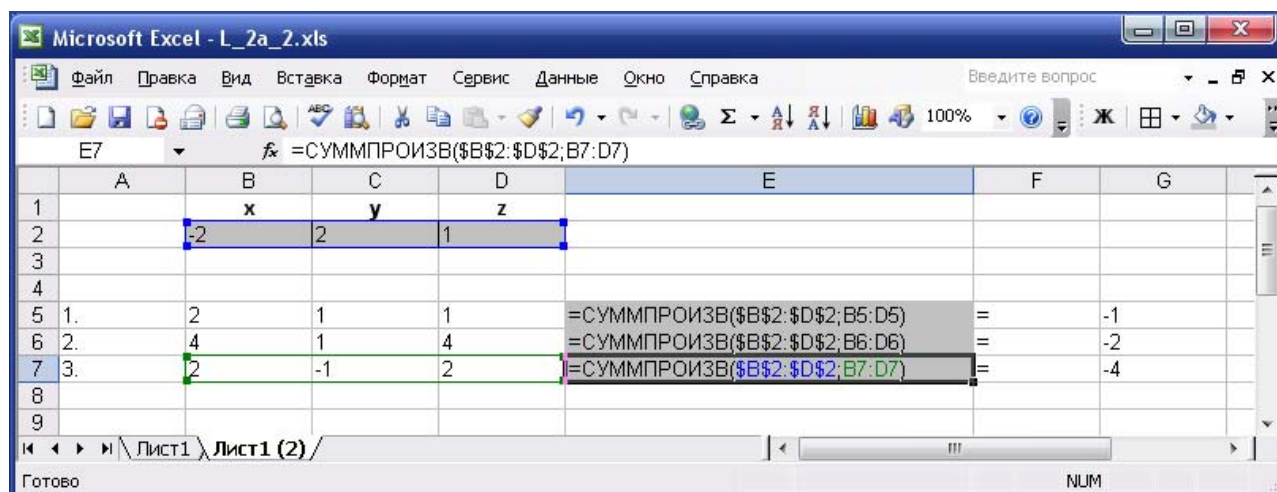 Microsoft Excel - L_2a_2.xls
Файл Правка Вид Вставка Формат Сервис Данные Окно Справка Введите вопрос
ABC Σ А Я Я А 100% Ж
E7 fx =СУММПРОИЗВ($B$2:$D$2;B7:D7)
A B C D E F G
1 x y z
2 -2 2 1
3
4
5 1. 2 1 1 =СУММПРОИЗВ($B$2:$D$2;B5:D5) = -1
6 2. 4 1 4 =СУММПРОИЗВ($B$2:$D$2;B6:D6) = -2
7 3. 2 -1 2 =СУММПРОИЗВ($B$2:$D$2;B7:D7) = -4
8
9
Лист1 Лист1 (2)
Готово NUM